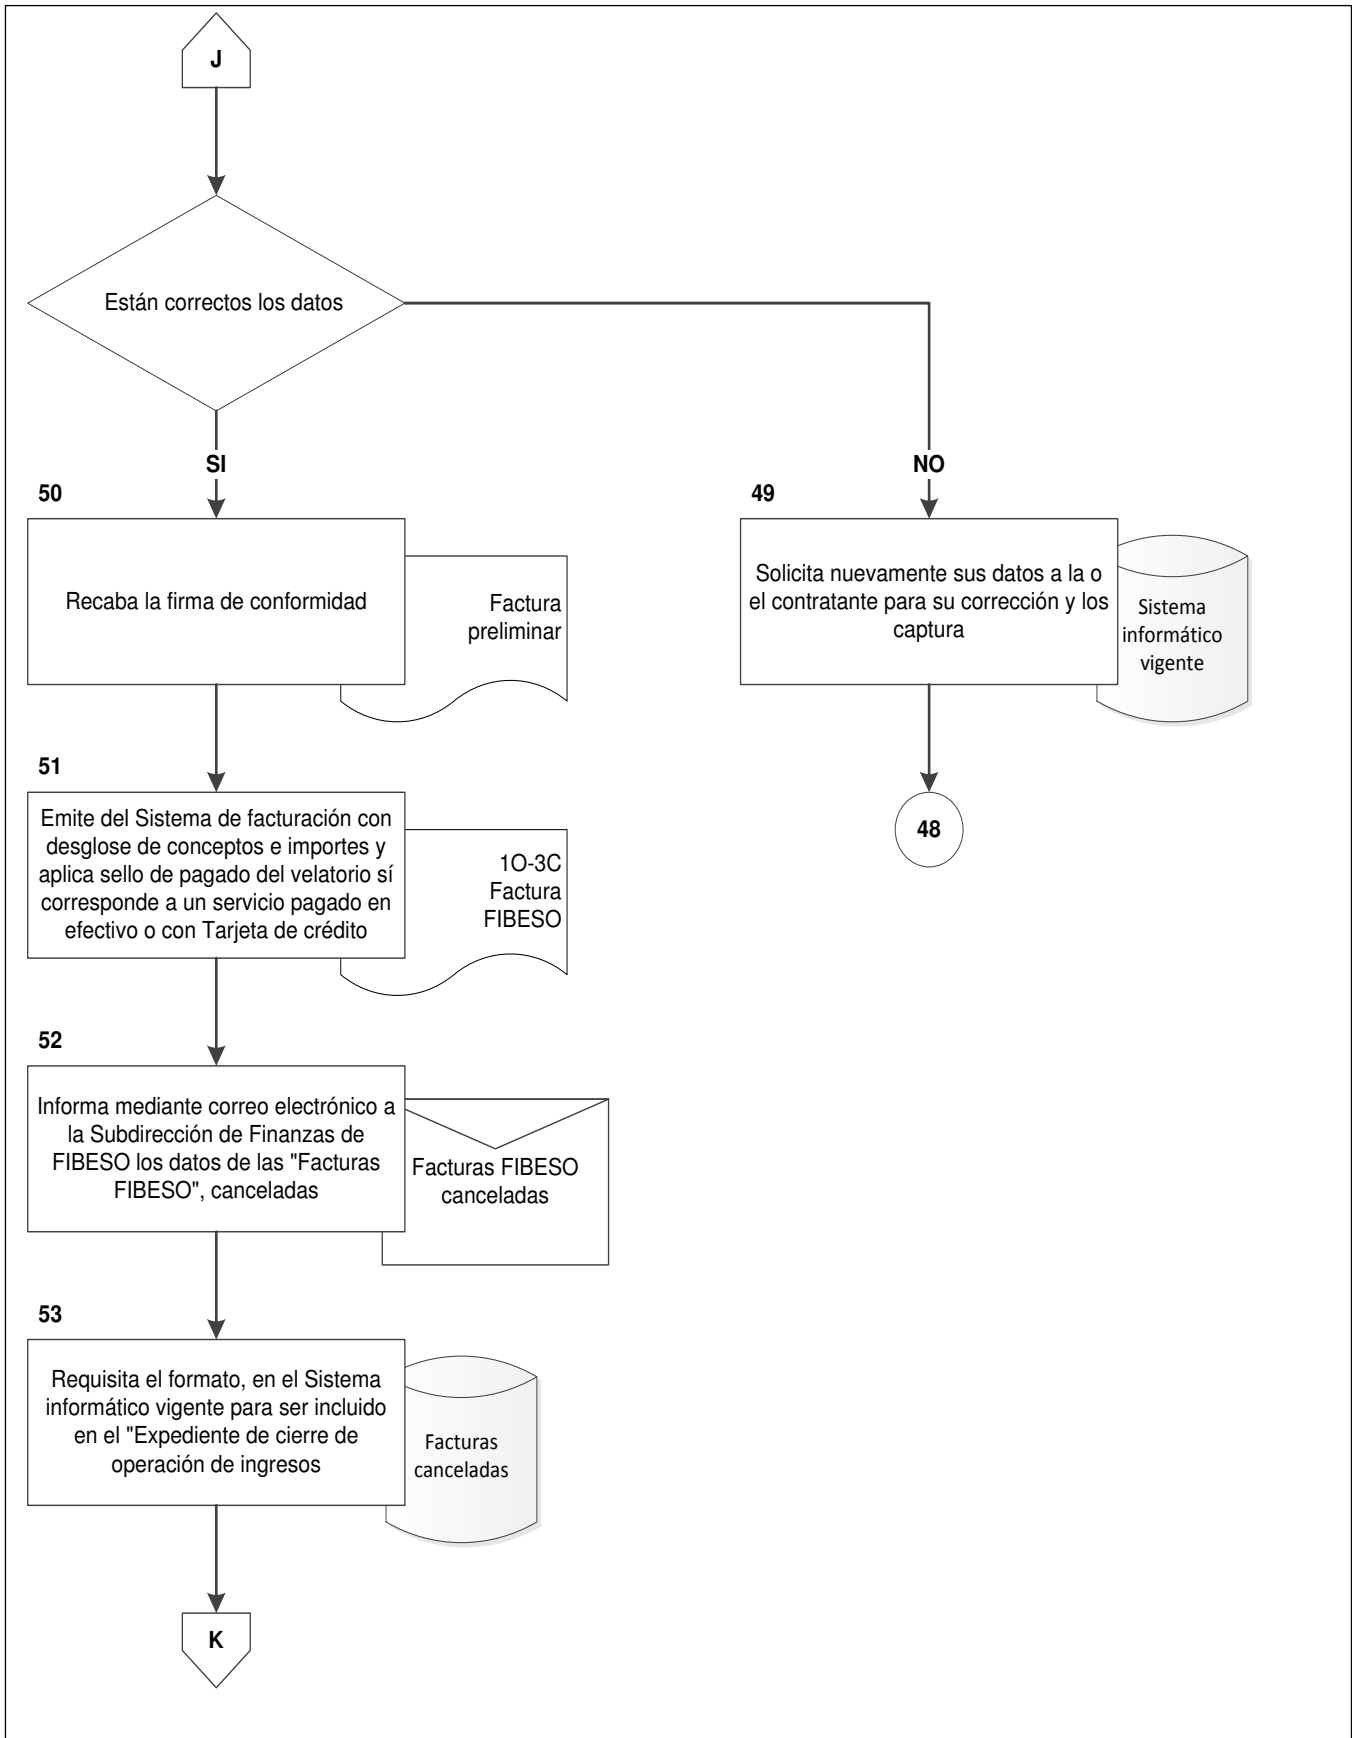 J
Están correctos los datos
SI
NO
50
Recaba la firma de conformidad
Factura
preliminar
49
Solicita nuevamente sus datos a la o
el contratante para su corrección y los
captura
Sistema
informático
vigente
48
51
Emite del Sistema de facturación con
desglose de conceptos e importes y
aplica sello de pagado del velatorio sí
corresponde a un servicio pagado en
efectivo o con Tarjeta de crédito
1O-3C
Factura
FIBESO
52
Informa mediante correo electrónico a
la Subdirección de Finanzas de
FIBESO los datos de las "Facturas
FIBESO", canceladas
Facturas FIBESO
canceladas
53
Requisita el formato, en el Sistema
informático vigente para ser incluido
en el "Expediente de cierre de
operación de ingresos
Facturas
canceladas
K